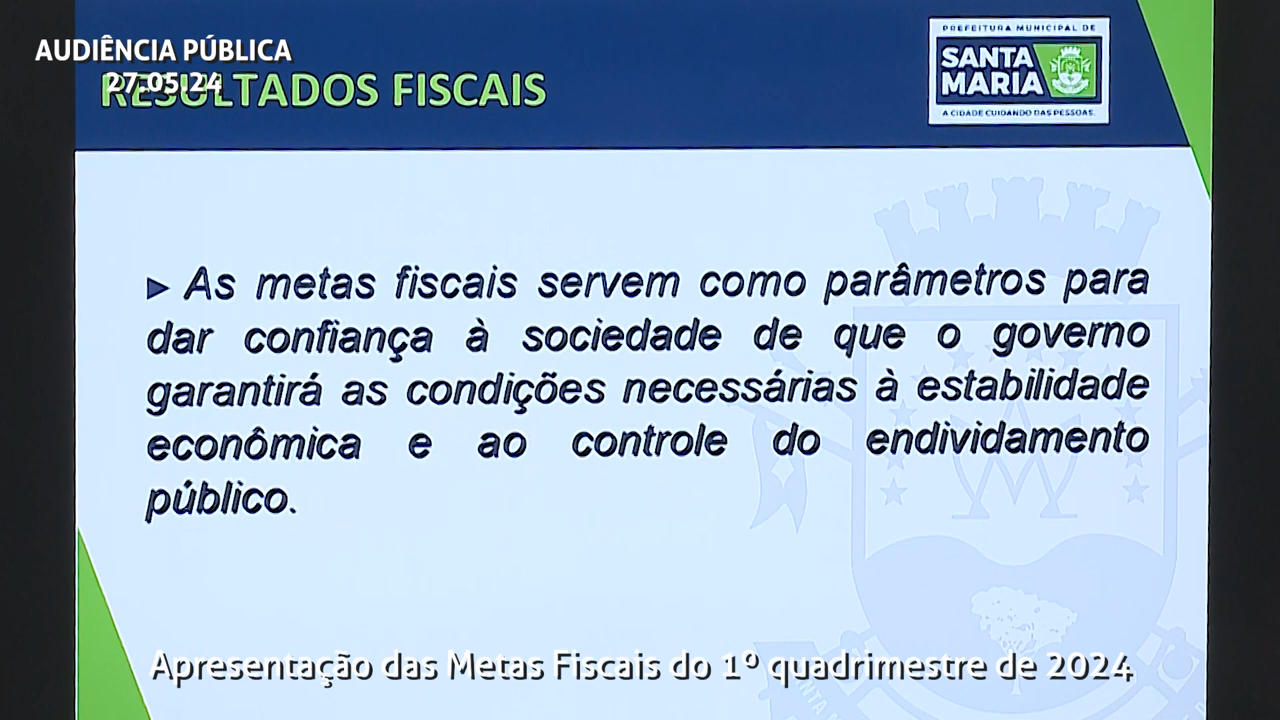 AUDIÊNCIA PÚBLICA
27.05.24
RESULTADOS FISCAIS
PREFEITURA MUNICIPAL DE
SANTA
MARIA
A CIDADE CUIDANDO DAS PESSOAS.
► As metas fiscais servem como parâmetros para
dar confiança à sociedade de que o governo
garantirá as condições necessárias à estabilidade
econômica e ao controle do endividamento
público.
Apresentação das Metas Fiscais do 1º quadrimestre de 2024